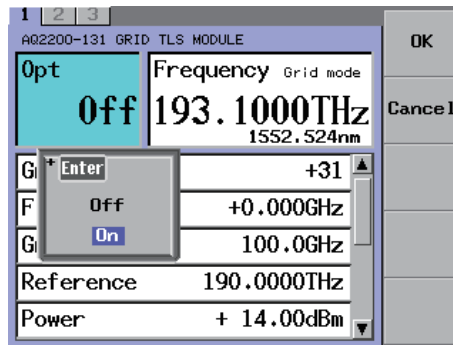 1 2 3
AQ2200-131 GRID TLS MODULE
OK
Opt
Off
Frequency Grid mode
193.1000THz
1552.524nm
Cancel
G +31
Enter
Off
On
F +0.000GHz
G 100.0GHz
Reference 190.0000THz
Power + 14.00dBm